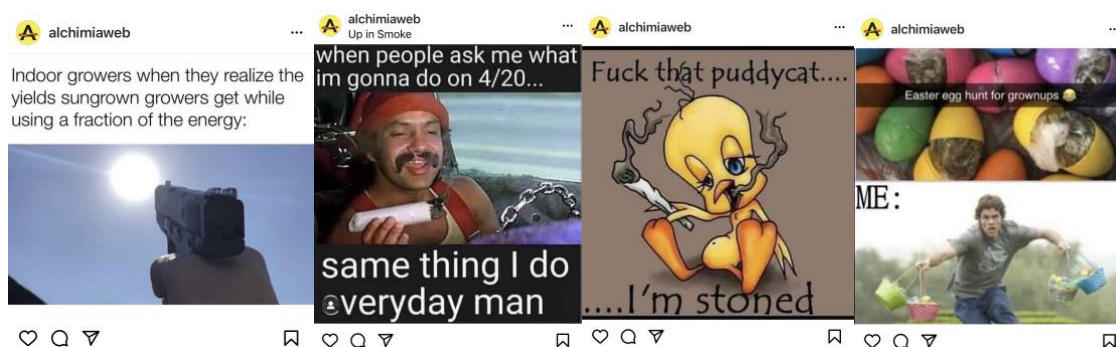 alchimiaweb
Indoor growers when they realize the
yields sungrown growers get while
using a fraction of the energy:
alchimiaweb
Up in Smoke
when people ask me what
im gonna do on 4/20...
same thing I do
everyday man
alchimiaweb
Fuck that puddycat....
....I'm stoned
alchimiaweb
Easter egg hunt for grownups 😂
ME: